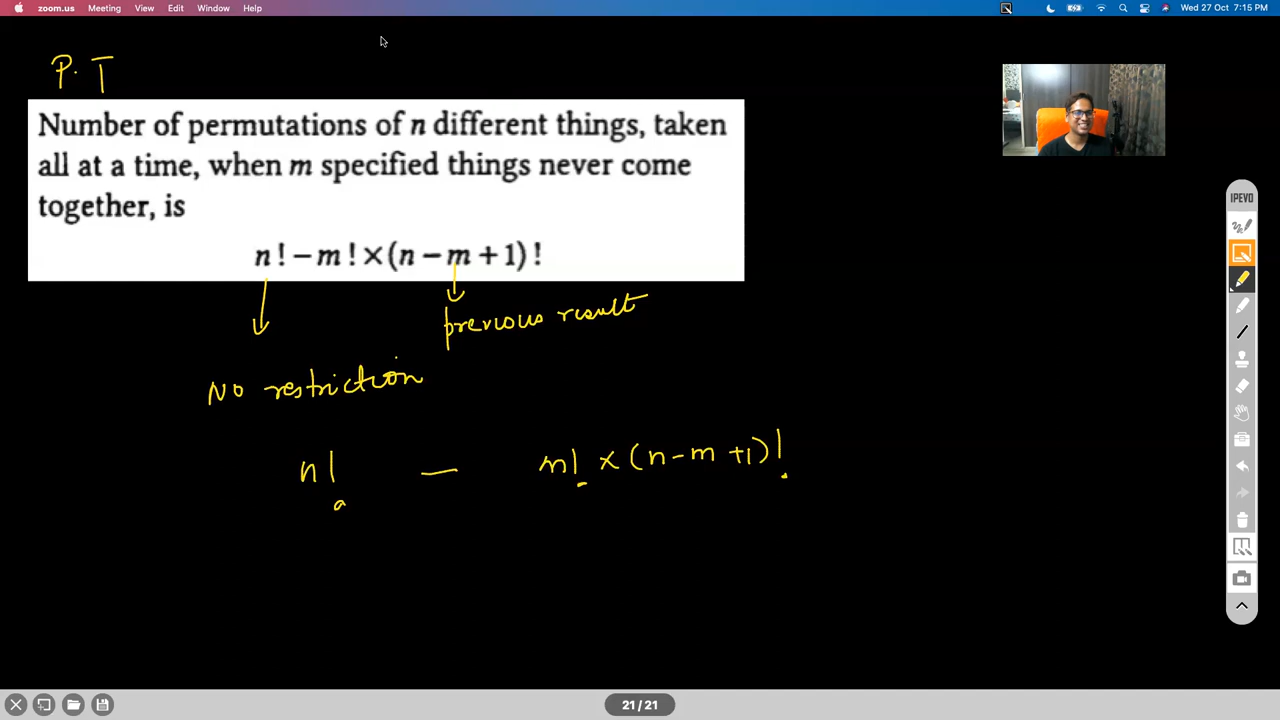 zoom.us Meeting View Edit Window Help Wed 27 Oct 7:15 PM
P.T
Number of permutations of n different things, taken
all at a time, when m specified things never come
together, is
n! – m! × (n – m + 1)!
previous result
No restriction
n! — m! × (n-m+1)!
IPEVO
21 / 21